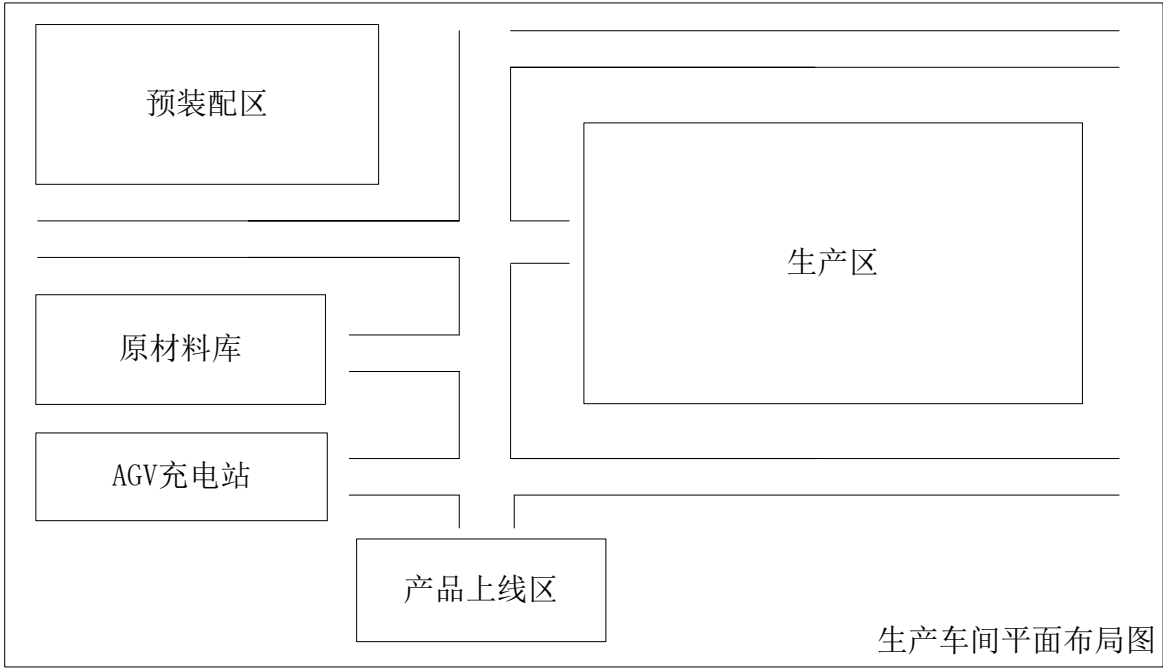 预装配区
生产区
原材料库
AGV充电站
产品上线区
生产车间平面布局图